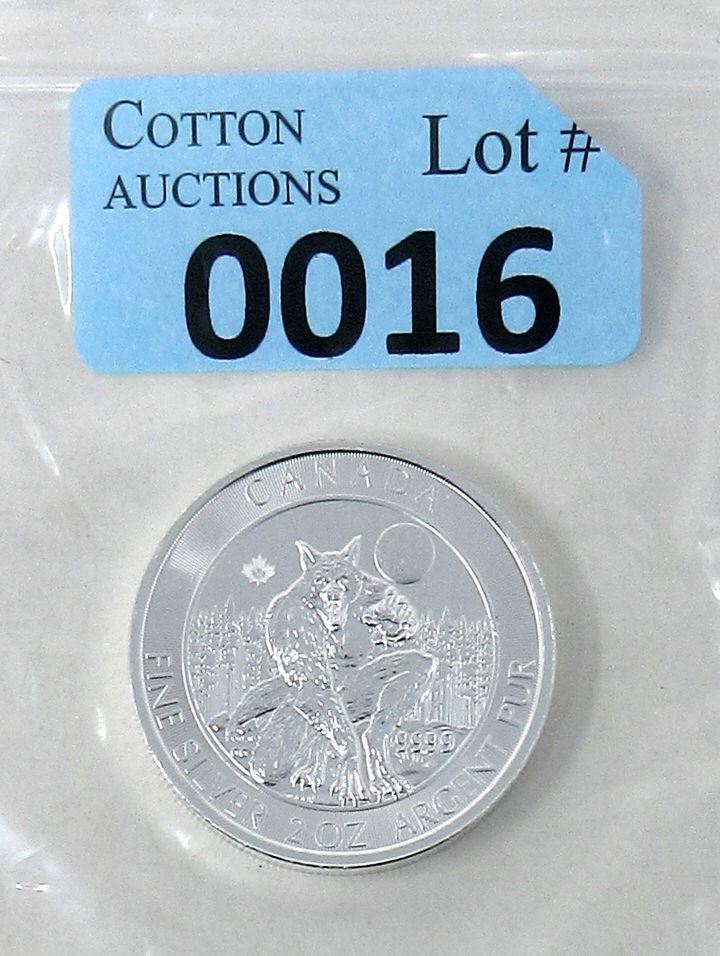 COTTON
AUCTIONS
Lot #
0016
CANADA
9999
FINE SILVER 2 OZ ARGENT PUR